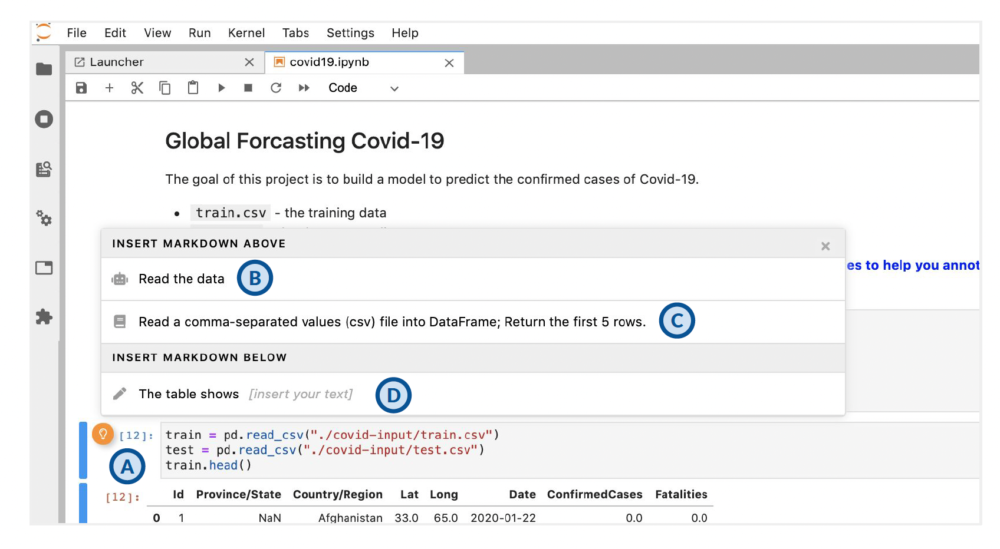 File Edit View Run Kernel Tabs Settings Help
Launcher
covid19.ipynb
Code
Global Forcasting Covid-19
The goal of this project is to build a model to predict the confirmed cases of Covid-19.
• train.csv - the training data
INSERT MARKDOWN ABOVE
es to help you annot
Read the data B
Read a comma-separated values (csv) file into DataFrame; Return the first 5 rows. C
INSERT MARKDOWN BELOW
The table shows [insert your text] D
[12]: train = pd.read_csv("./covid-input/train.csv")
test = pd.read_csv("./covid-input/test.csv")
A train.head()
[12]: Id Province/State Country/Region Lat Long Date ConfirmedCases Fatalities
0 1 NaN Afghanistan 33.0 65.0 2020-01-22 0.0 0.0